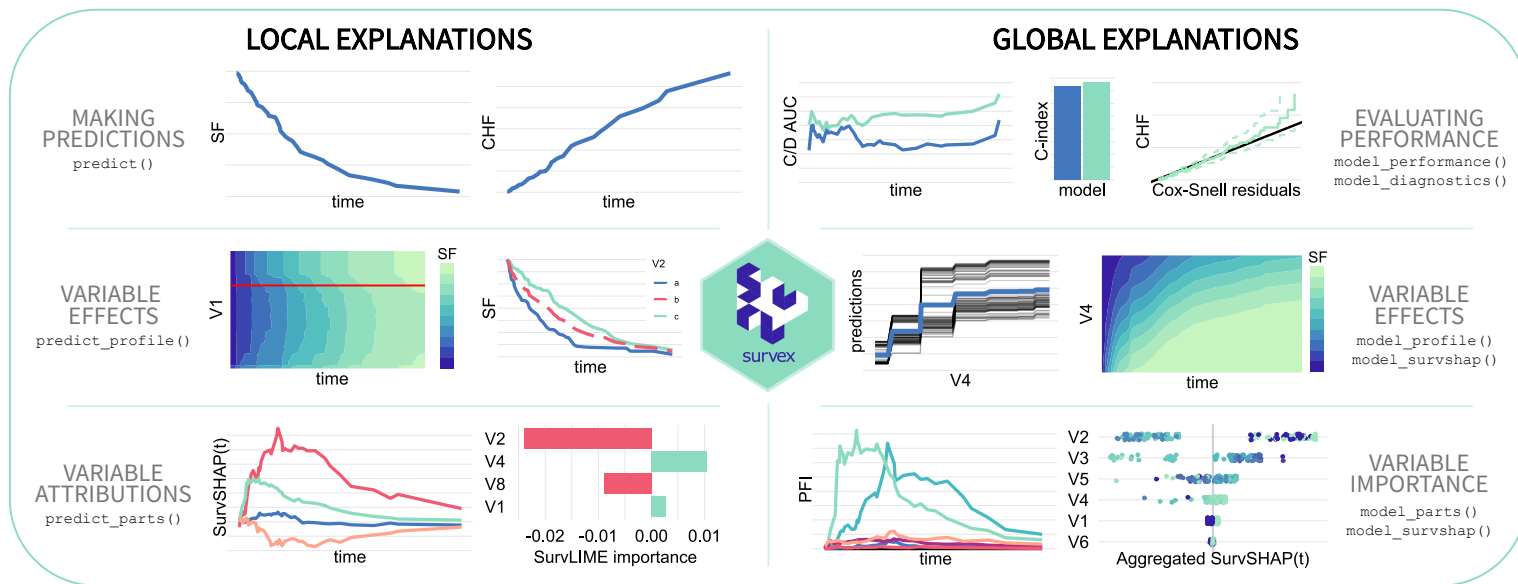 LOCAL EXPLANATIONS
MAKING
PREDICTIONS
predict()
SF
time
CHF
time
VARIABLE
EFFECTS
predict_profile()
V1
time
SF
SF
V2
a
b
c
VARIABLE
ATTRIBUTIONS
predict_parts()
SurvSHAP(t)
time
V2
V4
V8
V1
-0.02 -0.01 0.00 0.01
SurvLIME importance
survex
GLOBAL EXPLANATIONS
C/D AUC
time
C-index
model
CHF
Cox-Snell residuals
EVALUATING
PERFORMANCE
model_performance()
model_diagnostics()
predictions
V4
V4
time
SF
VARIABLE
EFFECTS
model_profile()
model_survshap()
PFI
time
V2
V3
V5
V4
V1
V6
Aggregated SurvSHAP(t)
VARIABLE
IMPORTANCE
model_parts()
model_survshap()